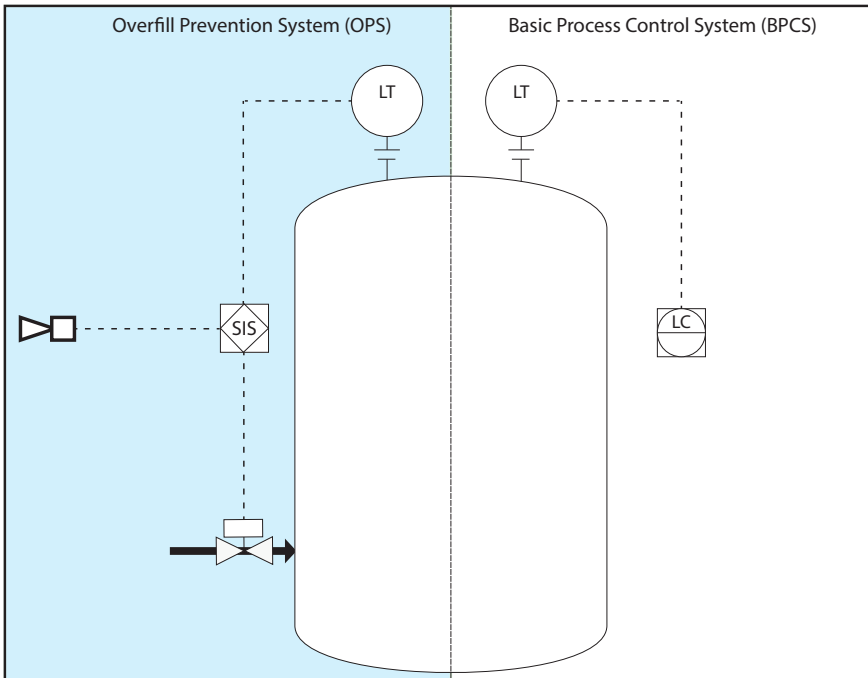 Overfill Prevention System (OPS)
Basic Process Control System (BPCS)
LT
LT
SIS
LC